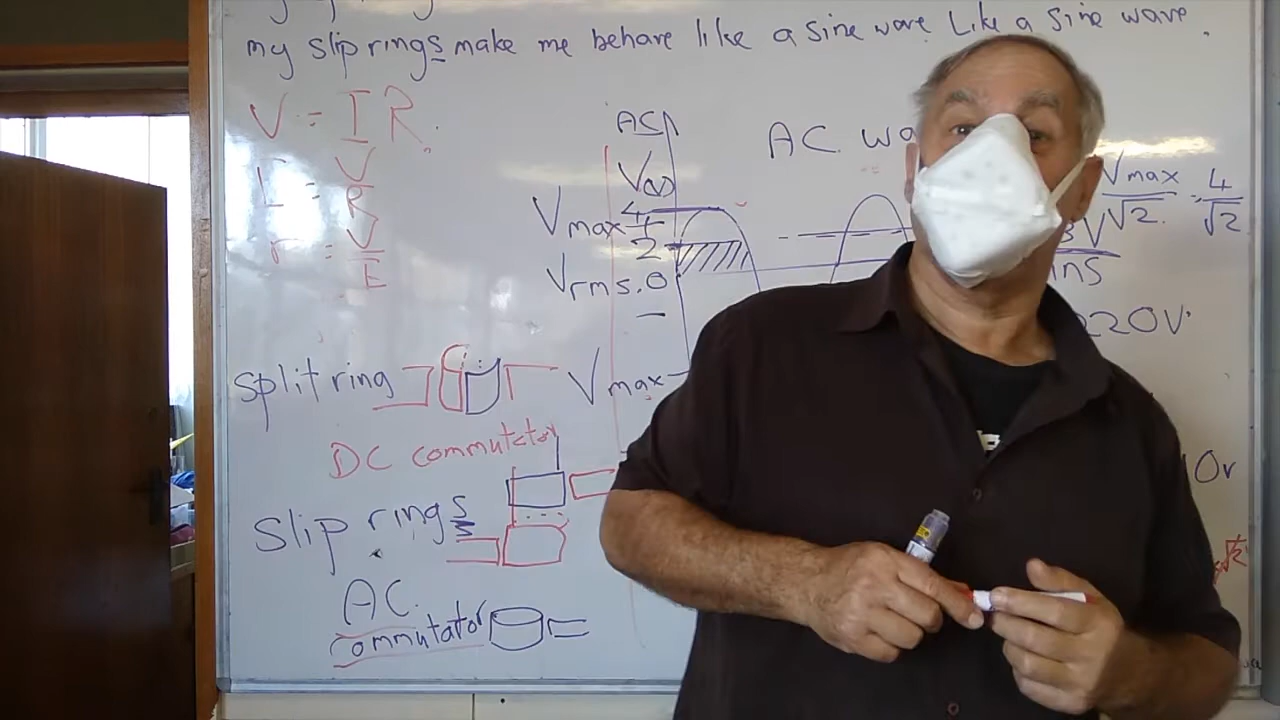 my slip rings make me behave like a sine wave Like a sine wave.
V = I R.
I = V/R
r = V/I
AC
V(v)
AC wa
Vmax/√2 = 4/√2
4
Vmax
2
Vrms. 0
220V
split ring
Vmax
DC commutator
Or
Slip rings
√2
AC
commutator